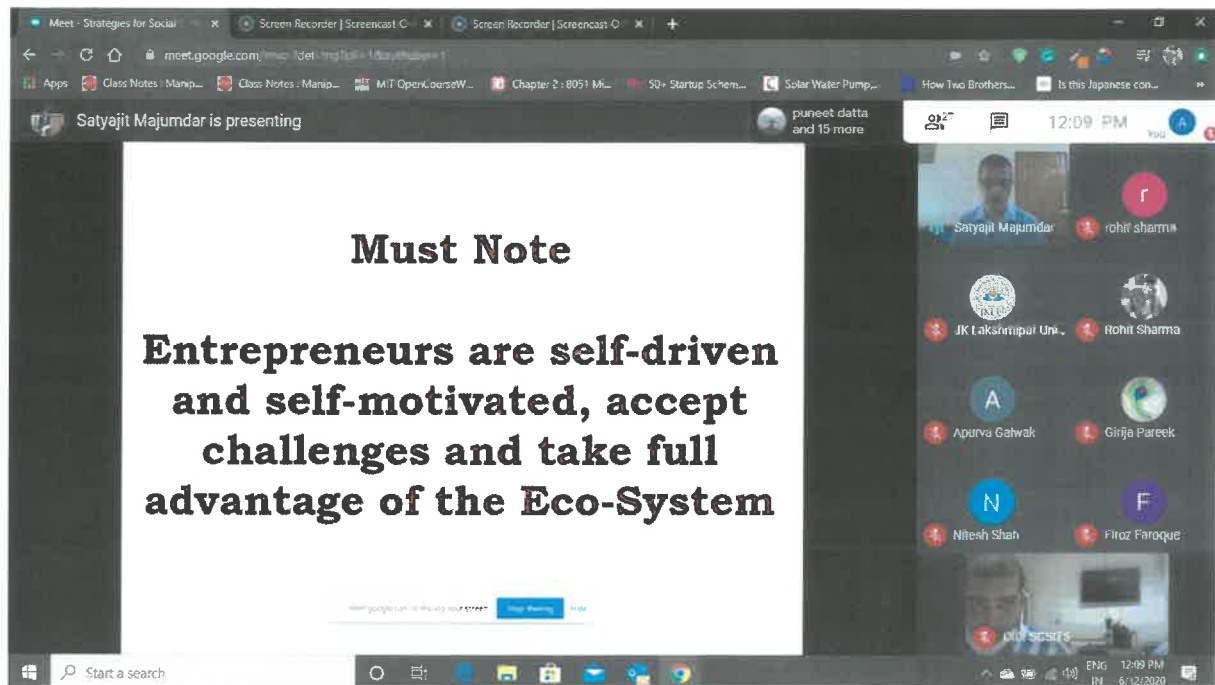 Meet - Strategies for Social
Screen Recorder | Screencast-O
Screen Recorder | Screencast-O
meet.google.com
Apps
Class Notes : Manip...
Class Notes : Manip...
MIT OpenCourseW...
Chapter 2 : 8051 Mi...
50+ Startup Schem...
Solar Water Pump,...
How Two Brothers...
Is this Japanese con...
Satyajit Majumdar is presenting
puneet datta
and 15 more
27
12:09 PM
You
A
Must Note
Entrepreneurs are self-driven
and self-motivated, accept
challenges and take full
advantage of the Eco-System
your screen
Stop sharing
Hide
Satyajit Majumdar
r
rohit sharma
JK Lakshmipat Uni...
Rohit Sharma
A
Apurva Gatwak
Girija Pareek
N
Nitesh Shah
F
Firoz Faroque
Start a search
ENG
IN
12:09 PM
6/12/2020